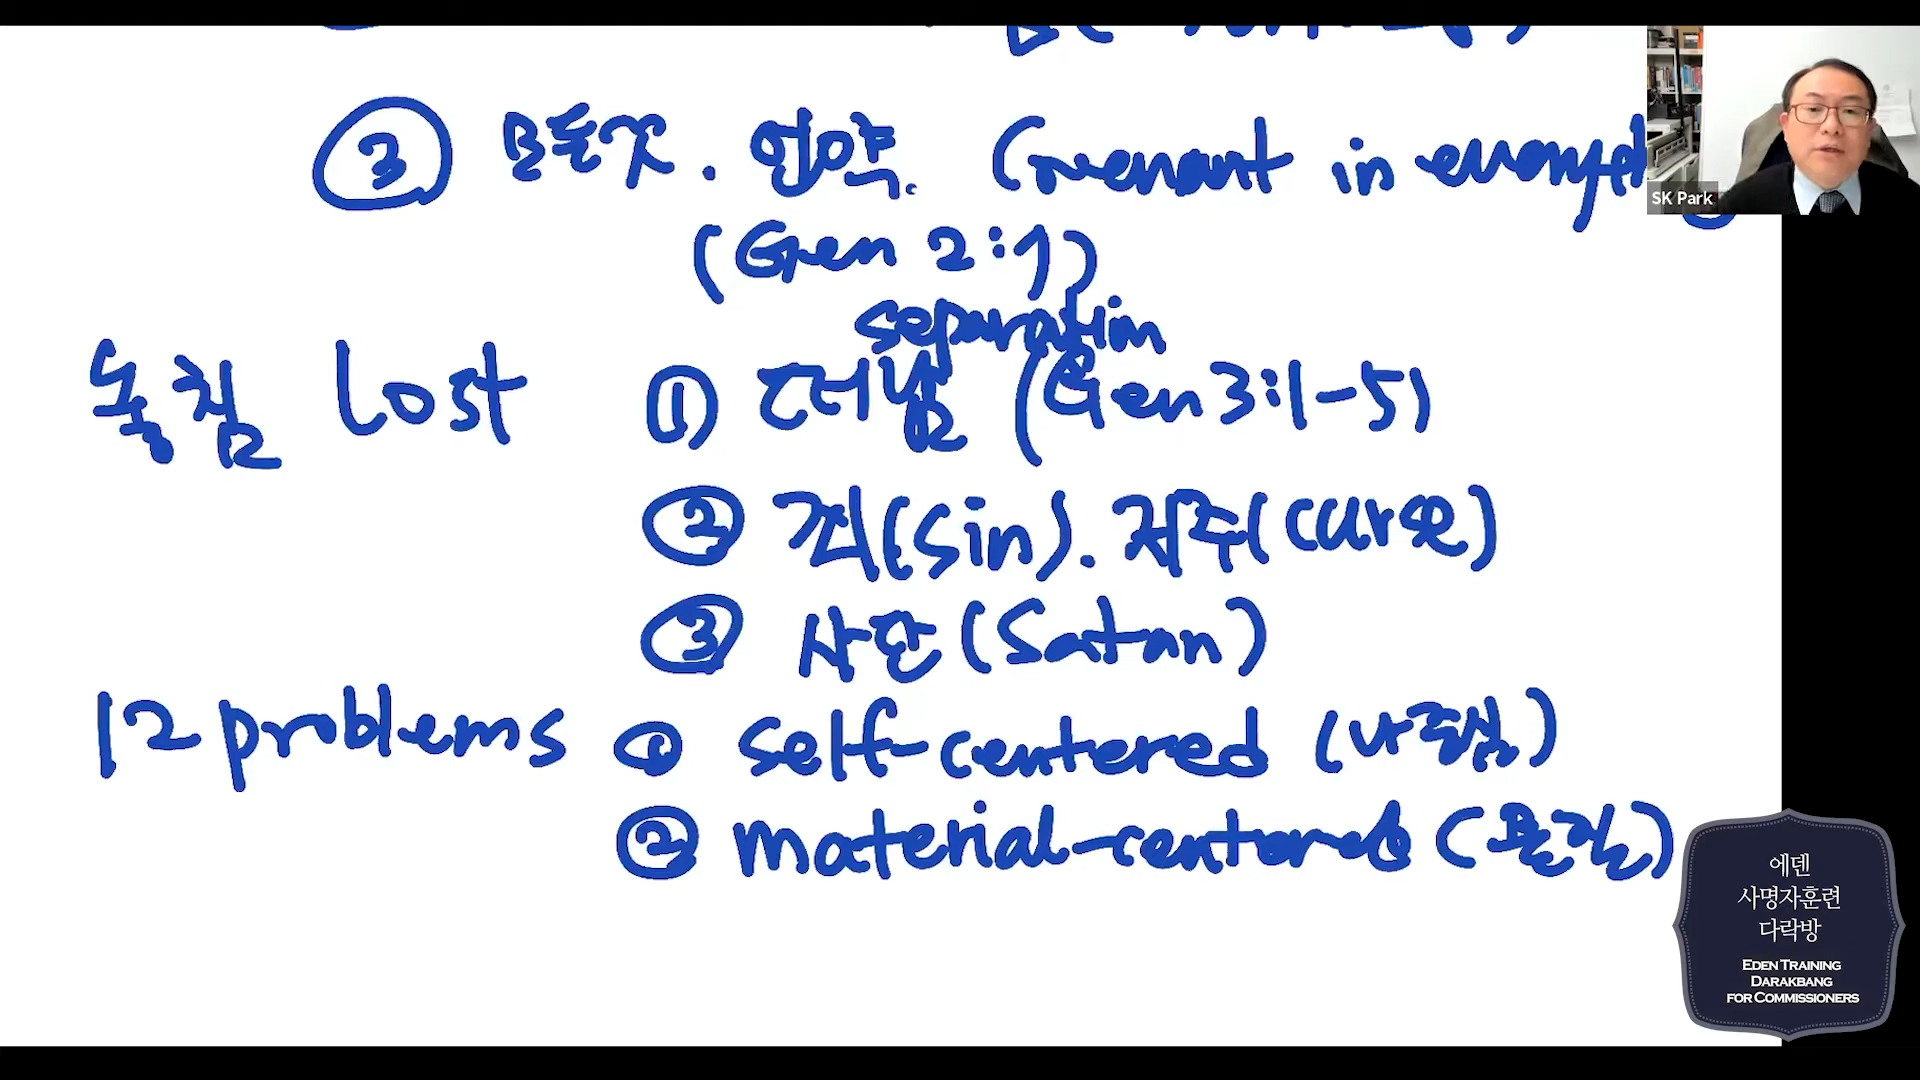 ③ 모든것. 언약. Covenant in everyth
SK Park
(Gen 2:17)
separation
놓침 Lost ① 떠남 (Gen 3:1-5)
② 죄(Sin). 저주(curse)
③ 사단(Satan)
12 problems ① self-centered (나중심)
② material-centered (물질)
에덴
사명자훈련
다락방
EDEN TRAINING
DARAKBANG
FOR COMMISSIONERS